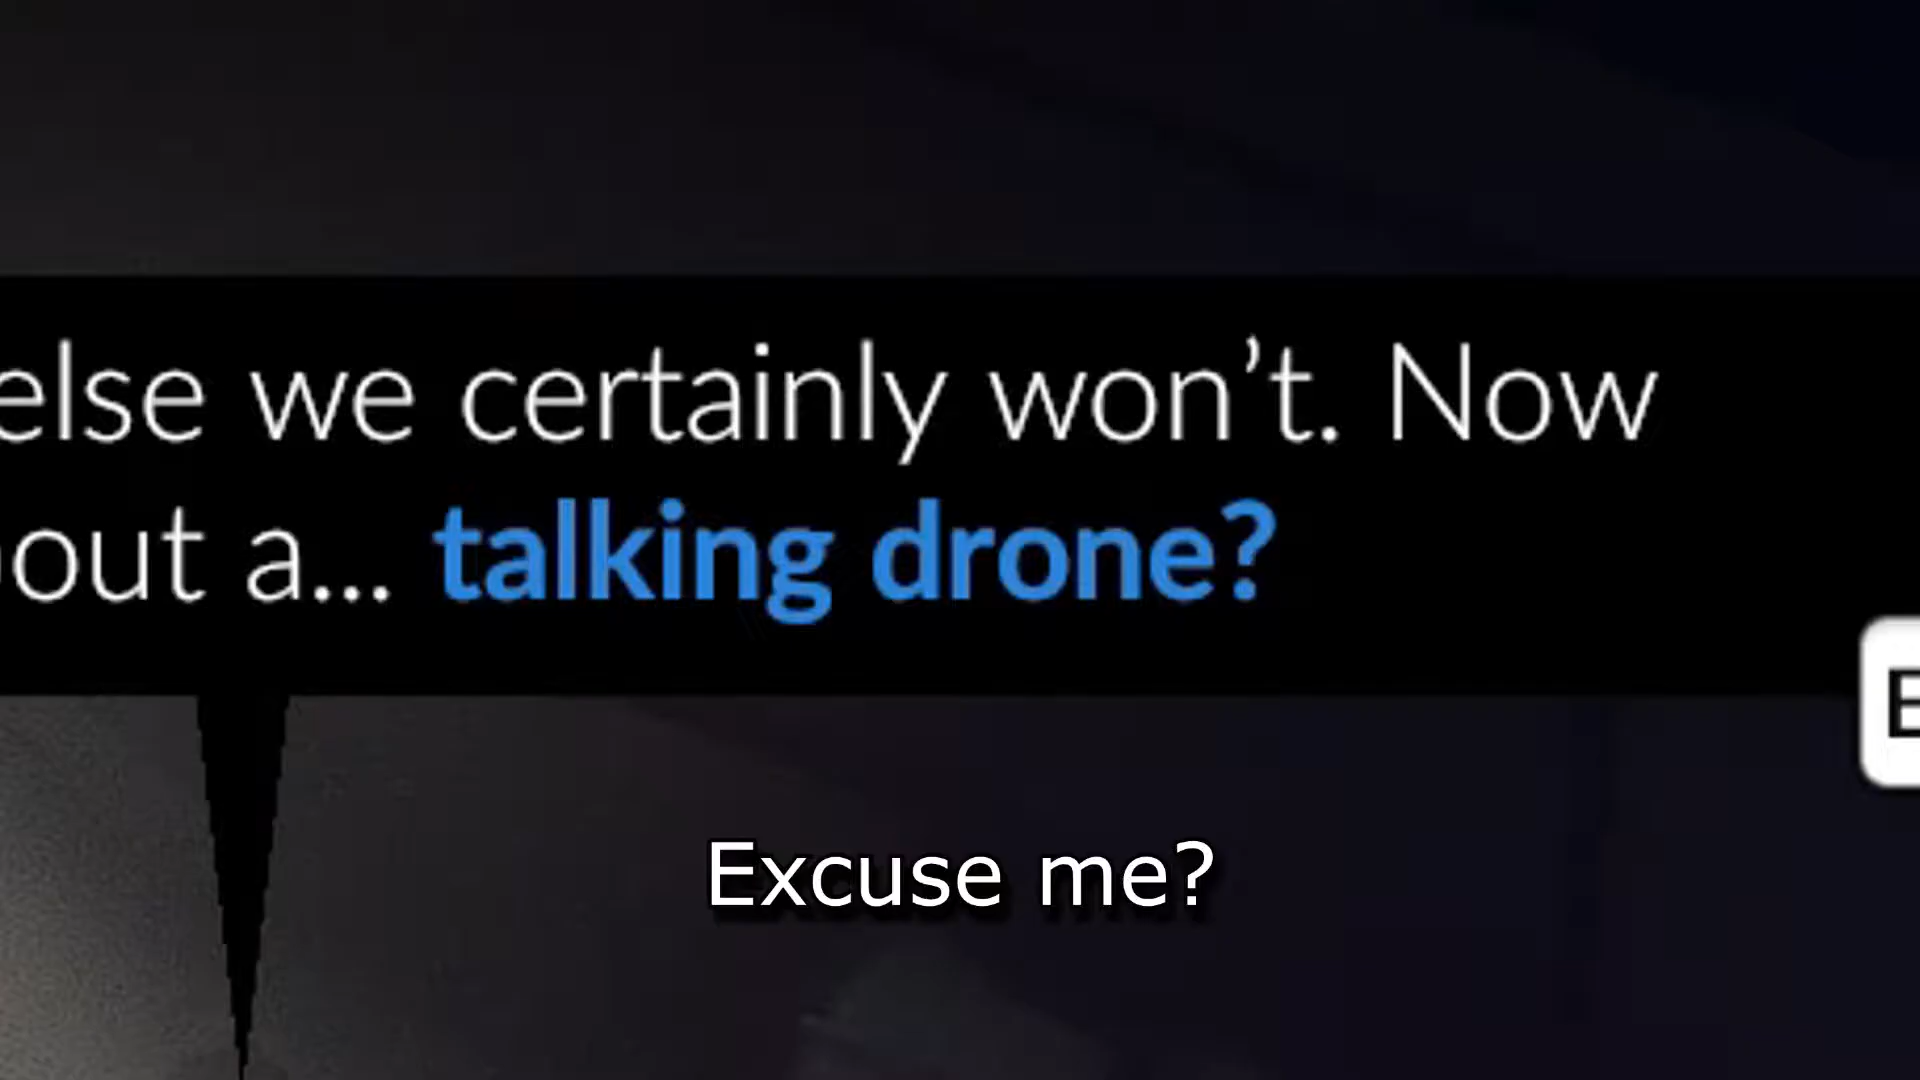 else we certainly won’t. Now
out a... talking drone?
E
Excuse me?